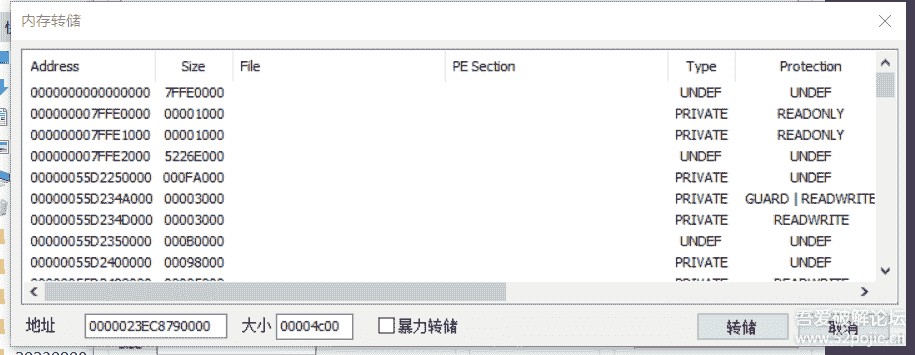 内存转储
Address Size File PE Section Type Protection
0000000000000000 7FFE0000 UNDEF UNDEF
000000007FFE0000 00001000 PRIVATE READONLY
000000007FFE1000 00001000 PRIVATE READONLY
000000007FFE2000 5226E000 UNDEF UNDEF
00000055D2250000 000FA000 PRIVATE UNDEF
00000055D234A000 00003000 PRIVATE GUARD | READWRITE
00000055D234D000 00003000 PRIVATE READWRITE
00000055D2350000 000B0000 UNDEF UNDEF
00000055D2400000 00098000 PRIVATE UNDEF
地址 0000023EC8790000 大小 00004c00 暴力转储 转储 取消
吾爱破解论坛
www.52pojie.cn